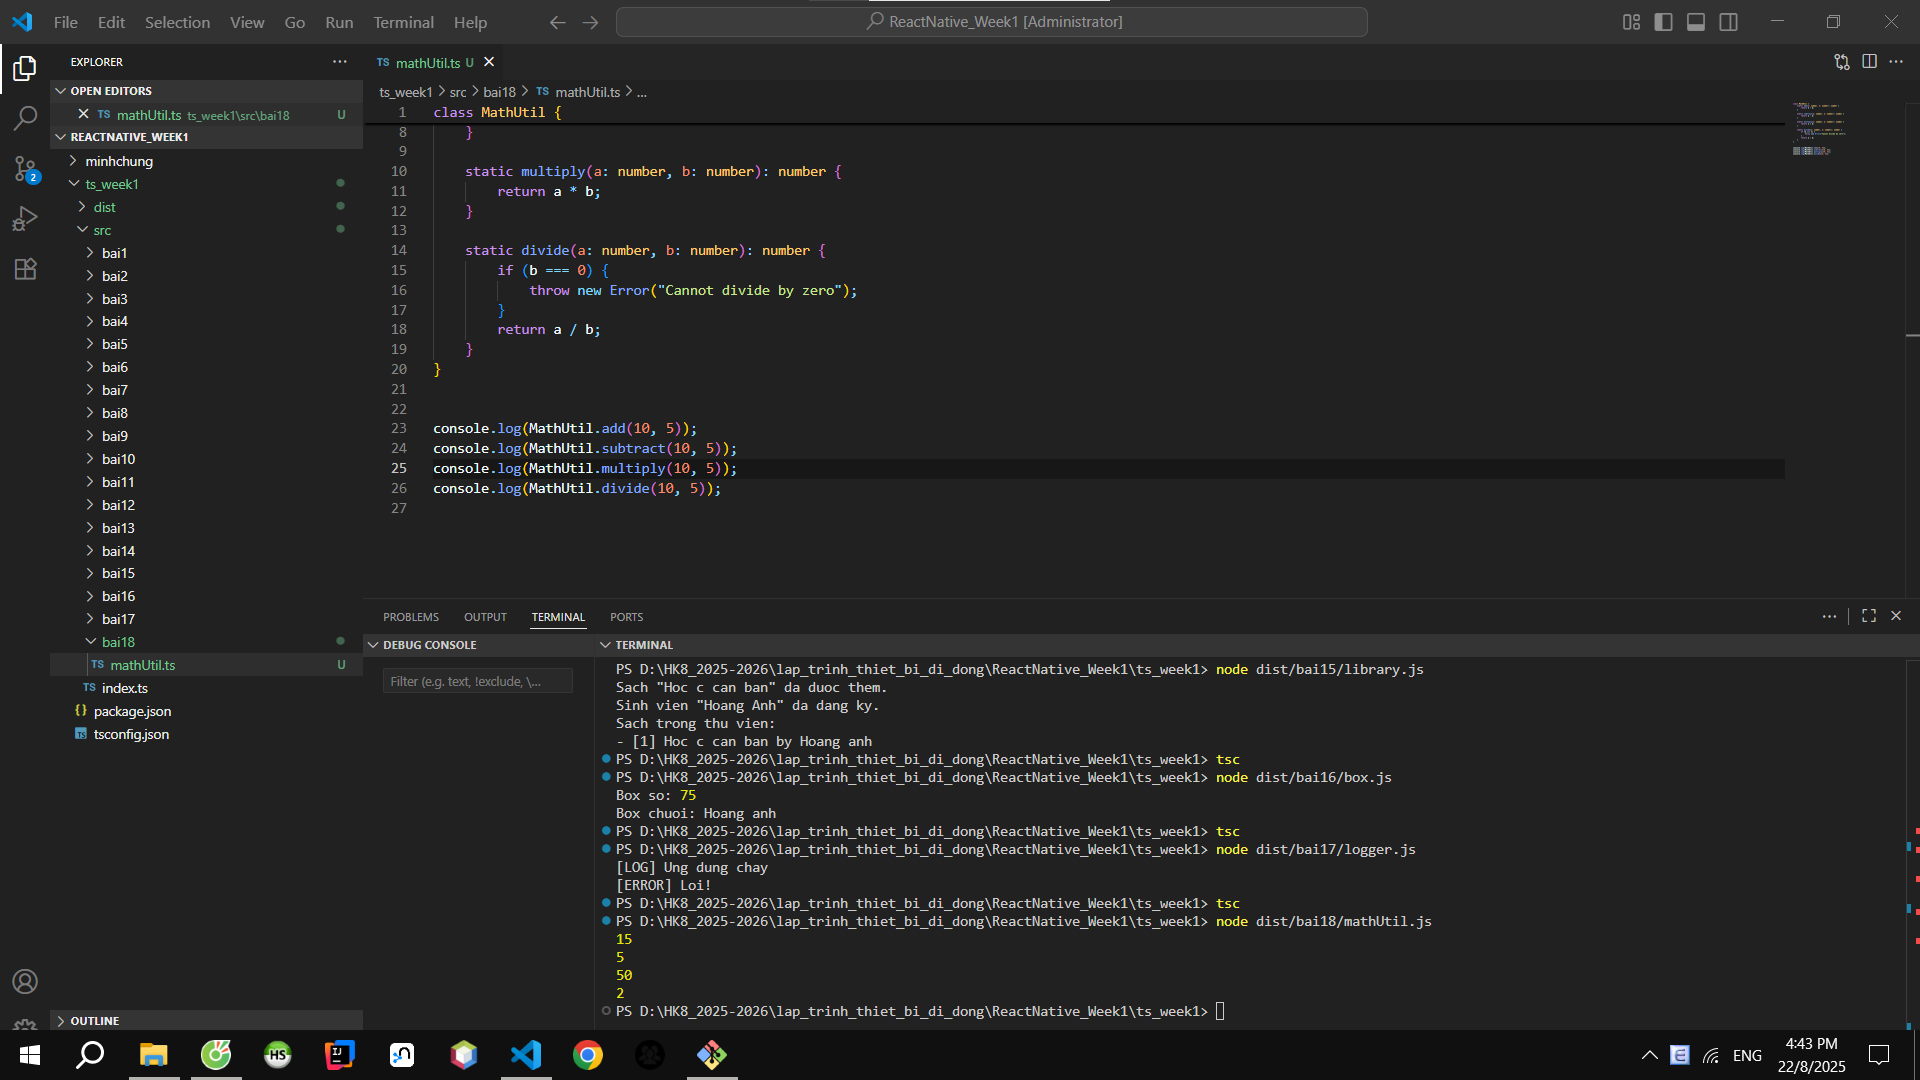 File Edit Selection View Go Run Terminal Help
ReactNative_Week1 [Administrator]
EXPLORER
OPEN EDITORS
TS mathUtil.ts ts_week1\src\bai18 U
REACTNATIVE_WEEK1
minhchung
ts_week1
dist
src
bai1
bai2
bai3
bai4
bai5
bai6
bai7
bai8
bai9
bai10
bai11
bai12
bai13
bai14
bai15
bai16
bai17
bai18
TS mathUtil.ts U
TS index.ts
{} package.json
TS tsconfig.json
OUTLINE
2
TS mathUtil.ts U
ts_week1 > src > bai18 > TS mathUtil.ts > ...
1 class MathUtil {
8 }
9
10 static multiply(a: number, b: number): number {
11 return a * b;
12 }
13
14 static divide(a: number, b: number): number {
15 if (b === 0) {
16 throw new Error("Cannot divide by zero");
17 }
18 return a / b;
19 }
20 }
21
22
23 console.log(MathUtil.add(10, 5));
24 console.log(MathUtil.subtract(10, 5));
25 console.log(MathUtil.multiply(10, 5));
26 console.log(MathUtil.divide(10, 5));
27
PROBLEMS OUTPUT TERMINAL PORTS
DEBUG CONSOLE
Filter (e.g. text, !exclude, \...
TERMINAL
PS D:\HK8_2025-2026\lap_trinh_thiet_bi_di_dong\ReactNative_Week1\ts_week1> node dist/bai15/library.js
Sach "Hoc c can ban" da duoc them.
Sinh vien "Hoang Anh" da dang ky.
Sach trong thu vien:
- [1] Hoc c can ban by Hoang anh
PS D:\HK8_2025-2026\lap_trinh_thiet_bi_di_dong\ReactNative_Week1\ts_week1> tsc
PS D:\HK8_2025-2026\lap_trinh_thiet_bi_di_dong\ReactNative_Week1\ts_week1> node dist/bai16/box.js
Box so: 75
Box chuoi: Hoang anh
PS D:\HK8_2025-2026\lap_trinh_thiet_bi_di_dong\ReactNative_Week1\ts_week1> tsc
PS D:\HK8_2025-2026\lap_trinh_thiet_bi_di_dong\ReactNative_Week1\ts_week1> node dist/bai17/logger.js
[LOG] Ung dung chay
[ERROR] Loi!
PS D:\HK8_2025-2026\lap_trinh_thiet_bi_di_dong\ReactNative_Week1\ts_week1> tsc
PS D:\HK8_2025-2026\lap_trinh_thiet_bi_di_dong\ReactNative_Week1\ts_week1> node dist/bai18/mathUtil.js
15
5
50
2
PS D:\HK8_2025-2026\lap_trinh_thiet_bi_di_dong\ReactNative_Week1\ts_week1>
HS
IJ
E
ENG
4:43 PM
22/8/2025